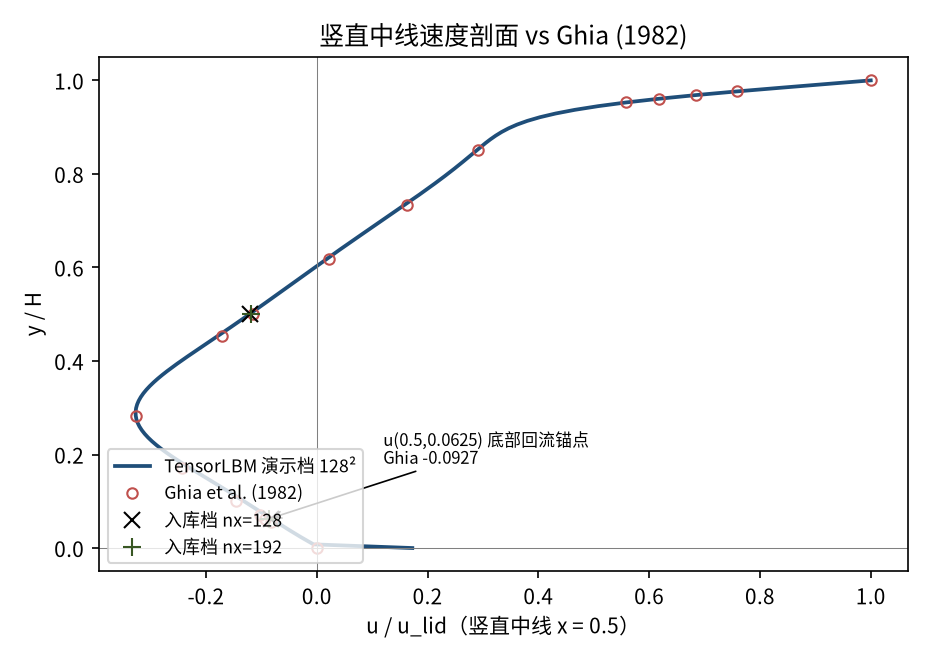 竖直中线速度剖面 vs Ghia (1982)
y / H
1.0
0.8
0.6
0.4
0.2
0.0
u(0.5,0.0625) 底部回流锚点
Ghia -0.0927
TensorLBM 演示档 128²
Ghia et al. (1982)
入库档 nx=128
入库档 nx=192
-0.2
0.0
0.2
0.4
0.6
0.8
1.0
u / u_lid（竖直中线 x = 0.5）